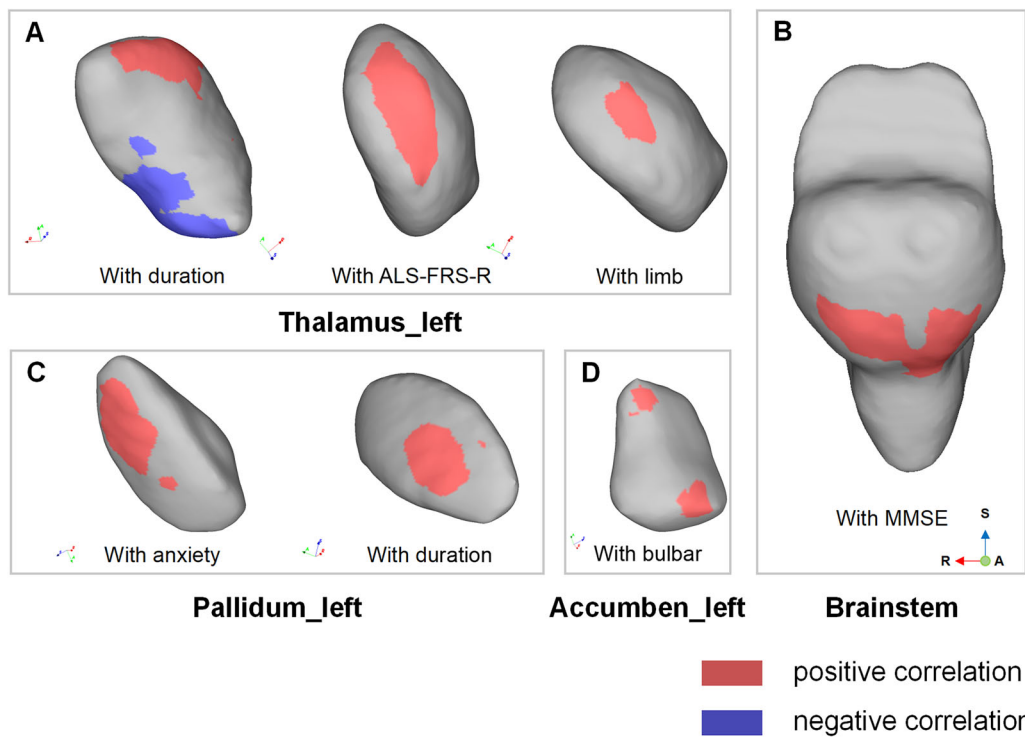 A
B
With duration
With ALS-FRS-R
With limb
Thalamus_left
C
D
With anxiety
With duration
With bulbar
With MMSE
S
R
A
Pallidum_left
Accumben_left
Brainstem
positive correlation
negative correlation